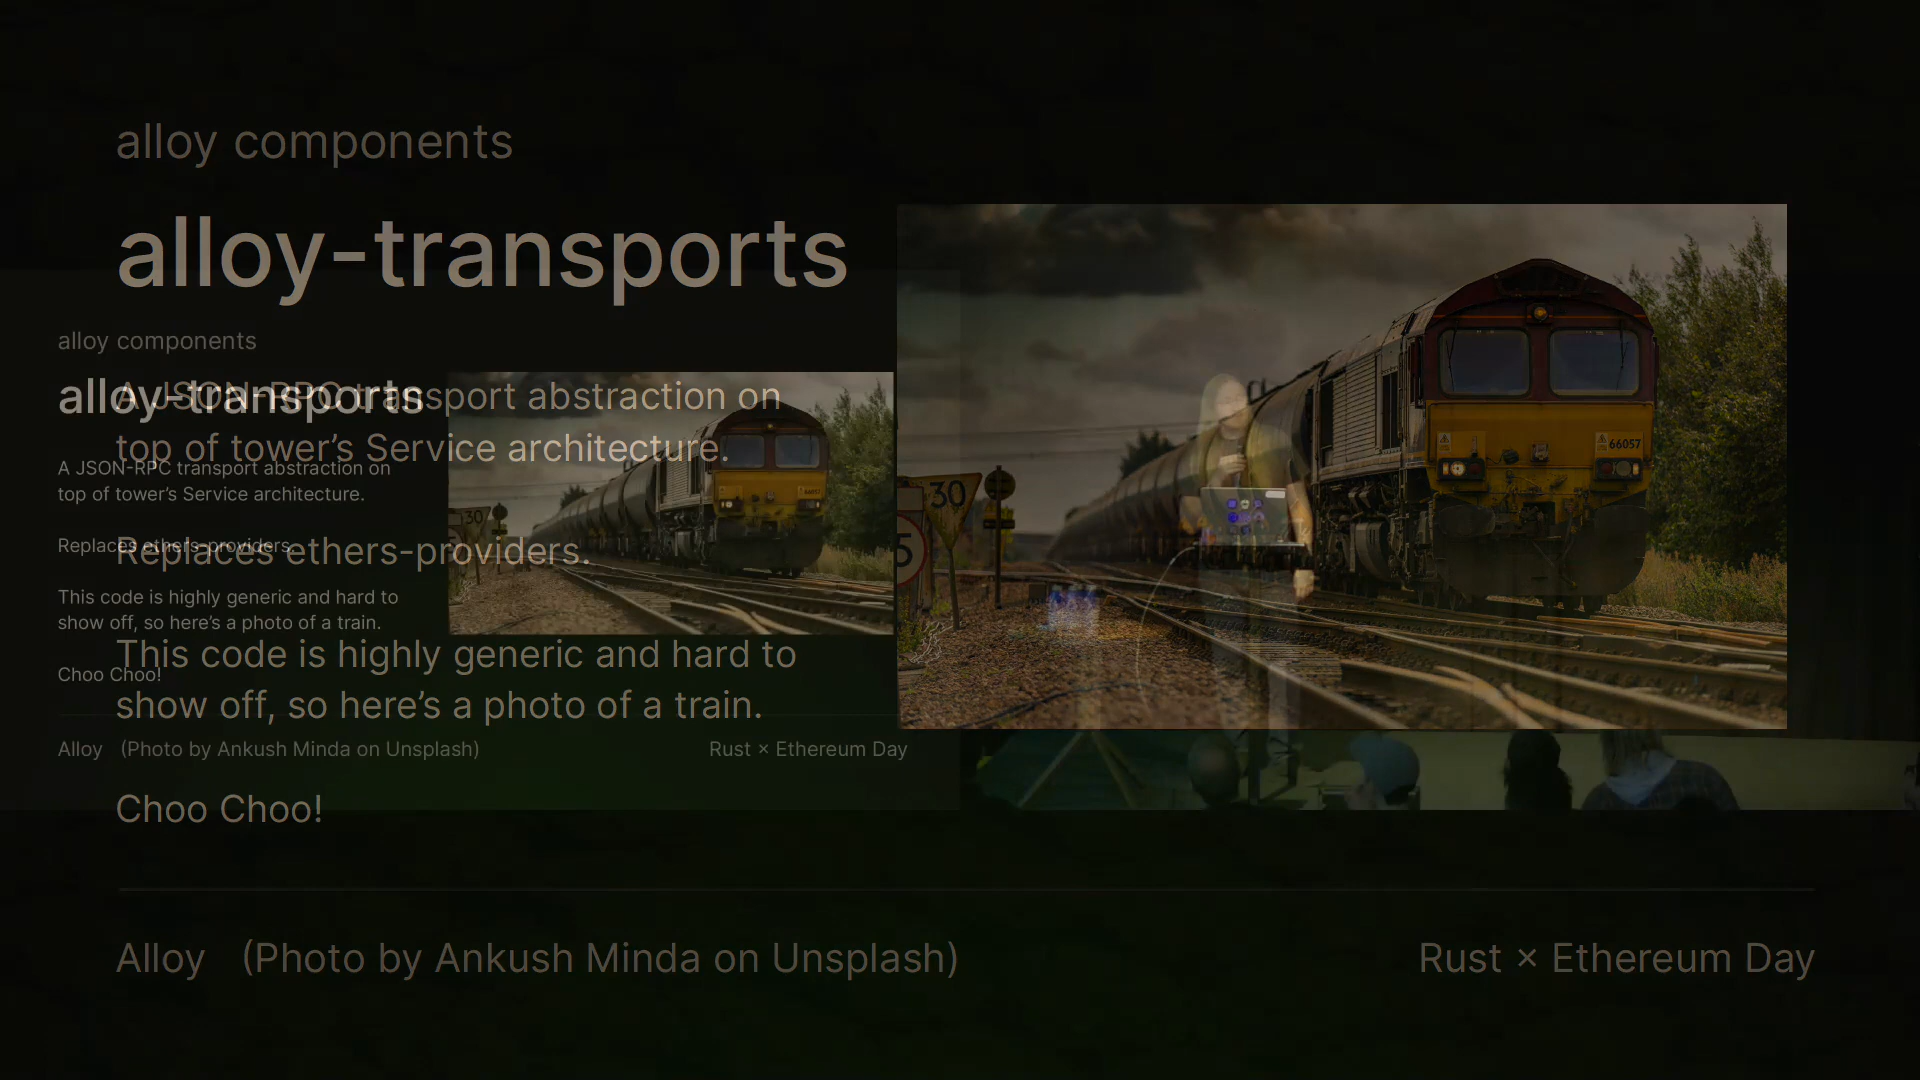 alloy components
alloy-transports
A JSON-RPC transport abstraction on
top of tower’s Service architecture.
Replaces ethers-providers.
This code is highly generic and hard to
show off, so here’s a photo of a train.
Choo Choo!
Alloy (Photo by Ankush Minda on Unsplash)
Rust × Ethereum Day
alloy components
alloy-transports
A JSON-RPC transport abstraction on
top of tower’s Service architecture.
Replaces ethers-providers.
This code is highly generic and hard to
show off, so here’s a photo of a train.
Choo Choo!
Alloy (Photo by Ankush Minda on Unsplash)
Rust × Ethereum Day
30
5
66057
30